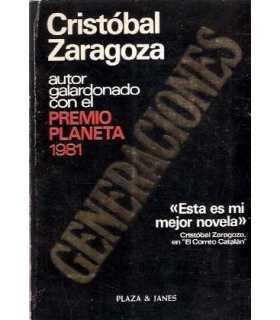 Cristóbal
Zaragoza
autor
galardonado
con el
PREMIO
PLANETA
1981
GENERACIONES
«Esta es mi
mejor novela»
Cristóbal Zaragoza,
en "El Correo Catalán"
PLAZA & JANES